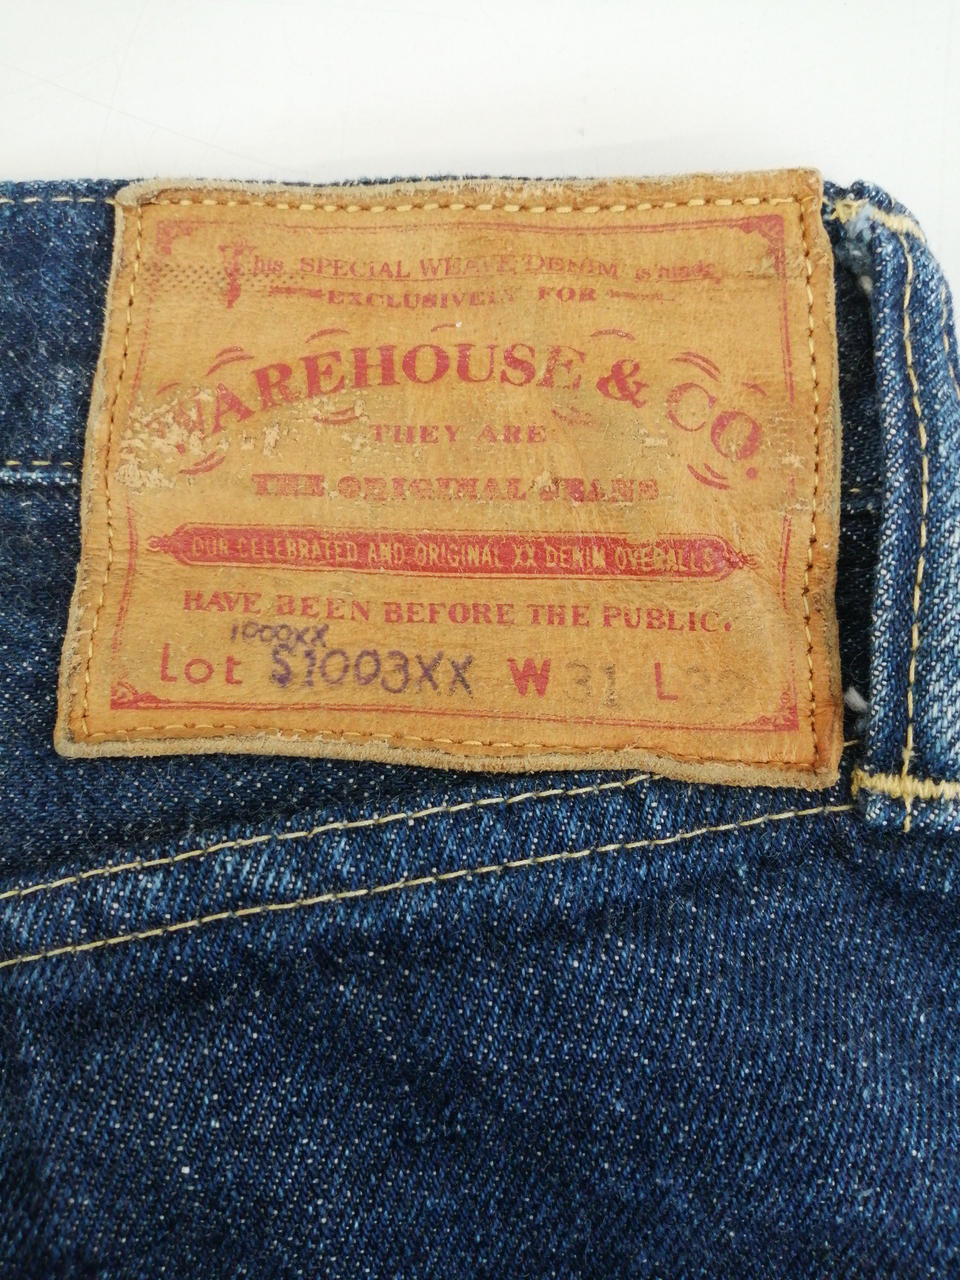 This SPECIAL WEAVE DENIM is made
EXCLUSIVELY FOR
WAREHOUSE & CO.
THEY ARE
THE ORIGINAL JEANS
OUR CELEBRATED AND ORIGINAL XX DENIM OVERALLS
HAVE BEEN BEFORE THE PUBLIC.
1000XX
Lot S1003XX W 31 L